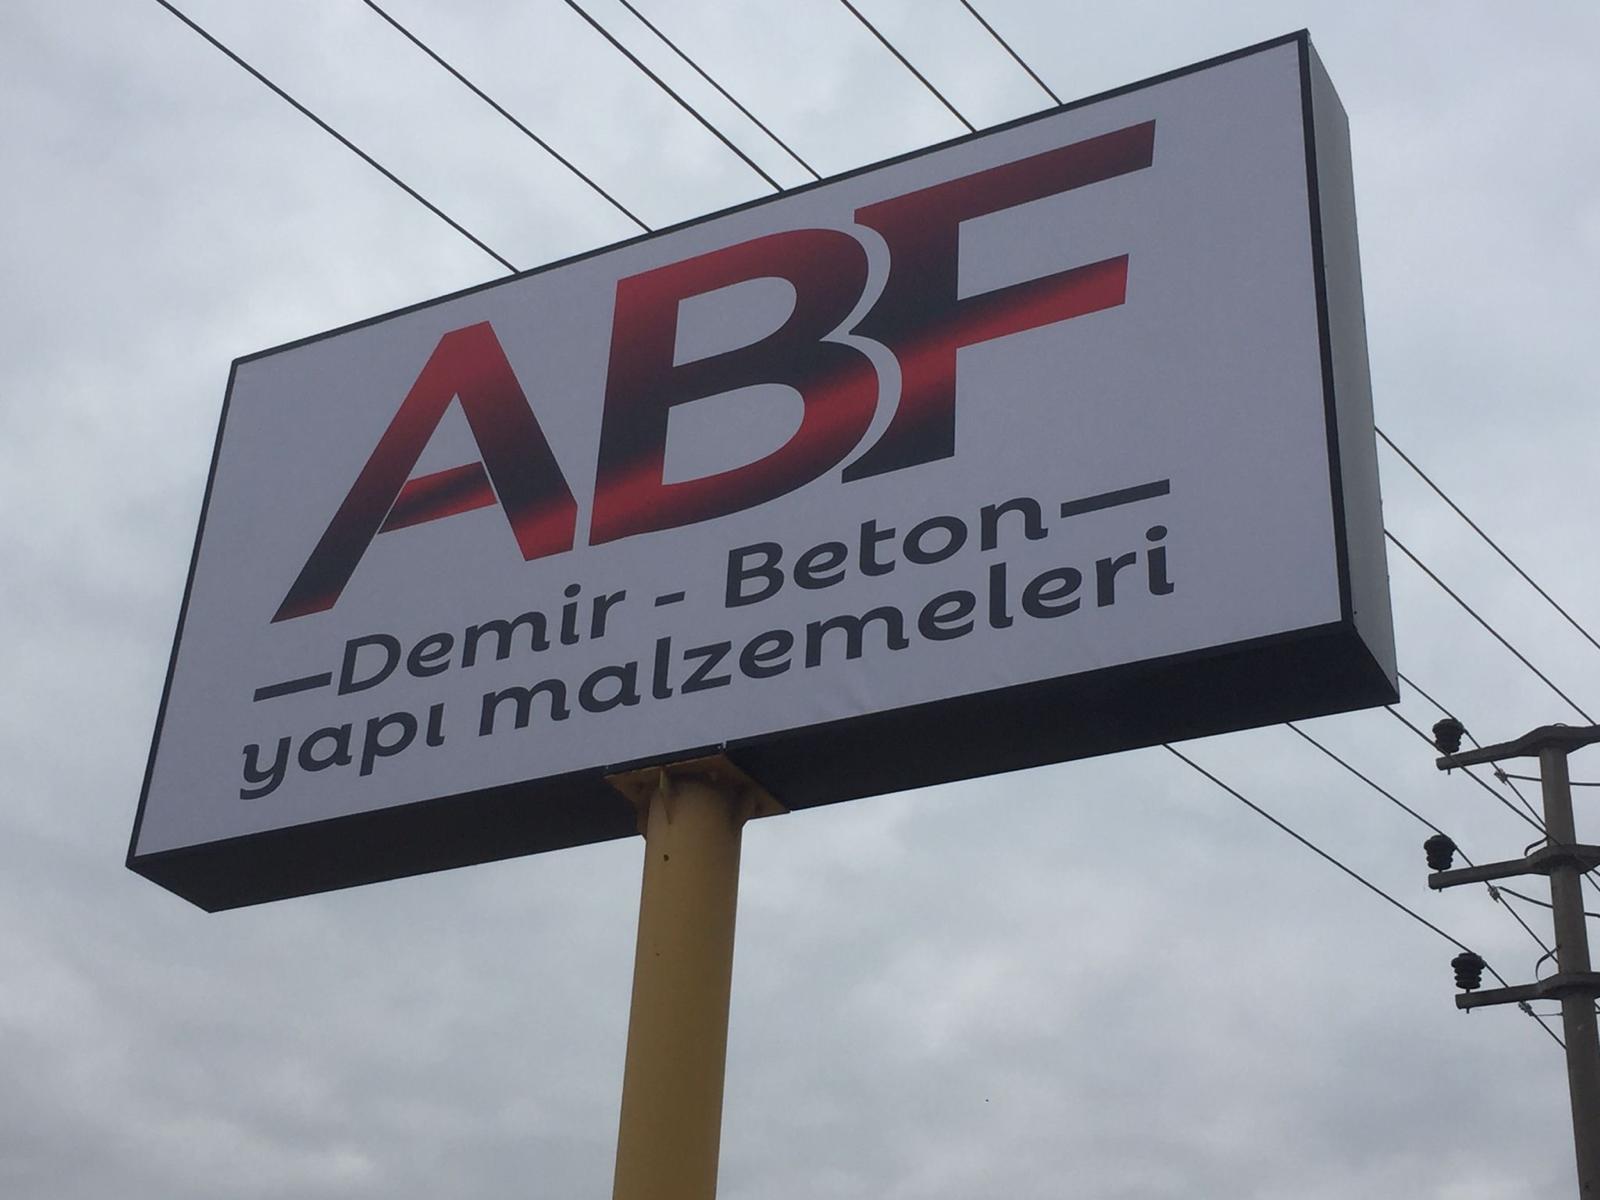 ABF
—Demir - Beton—
yapı malzemeleri